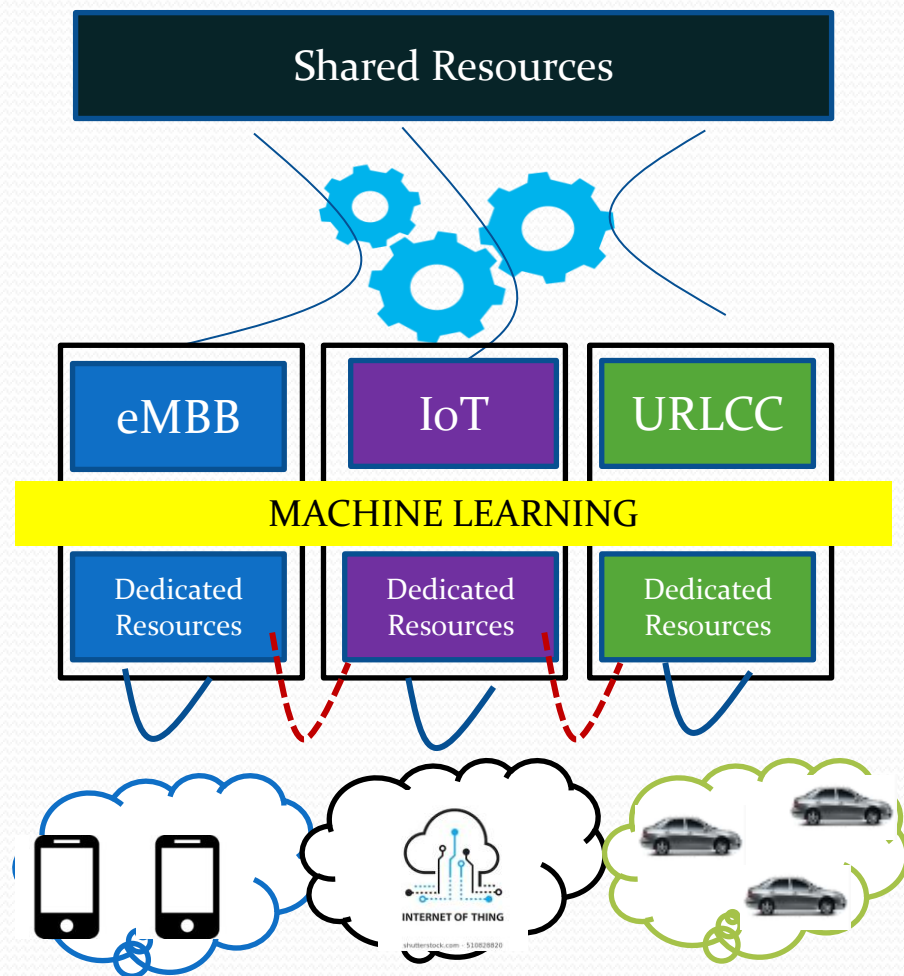 Shared Resources
eMBB
IoT
URLCC
MACHINE LEARNING
Dedicated
Resources
Dedicated
Resources
Dedicated
Resources
INTERNET OF THING
shutterstock.com - 510828820